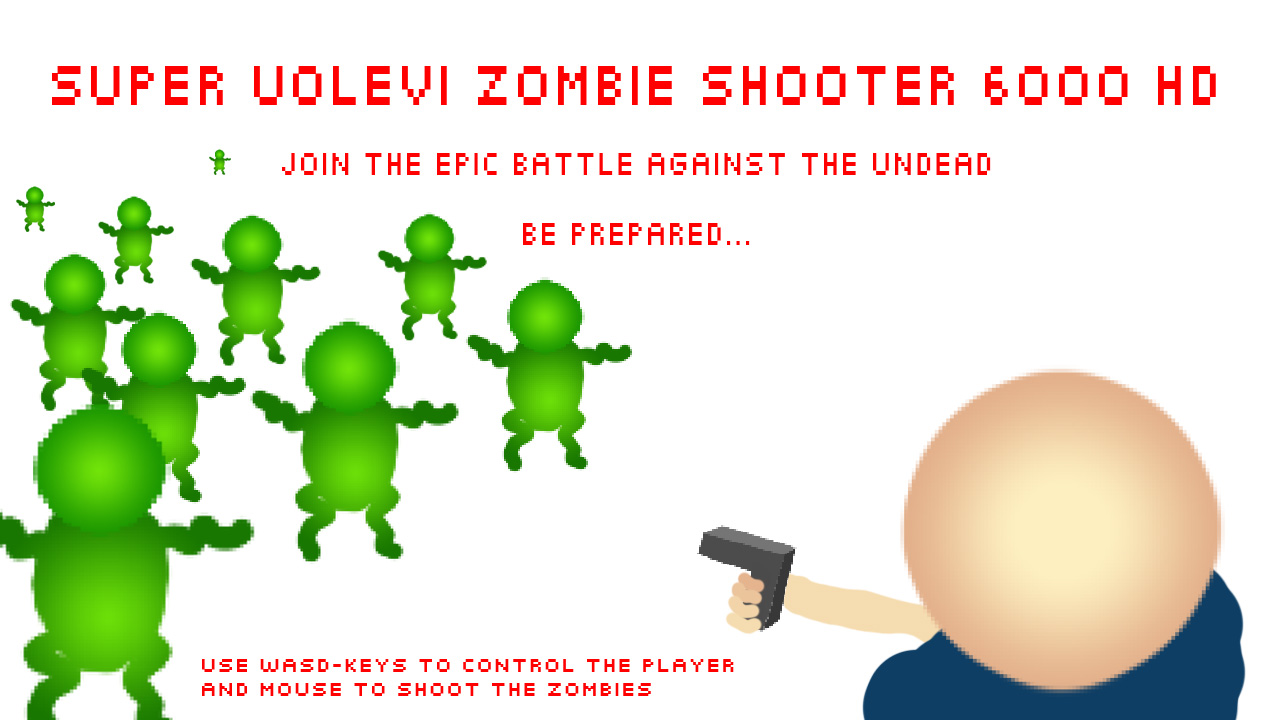 SUPER UOLEVI ZOMBIE SHOOTER 6000 HD
JOIN THE EPIC BATTLE AGAINST THE UNDEAD
BE PREPARED...
USE WASD-KEYS TO CONTROL THE PLAYER
AND MOUSE TO SHOOT THE ZOMBIES